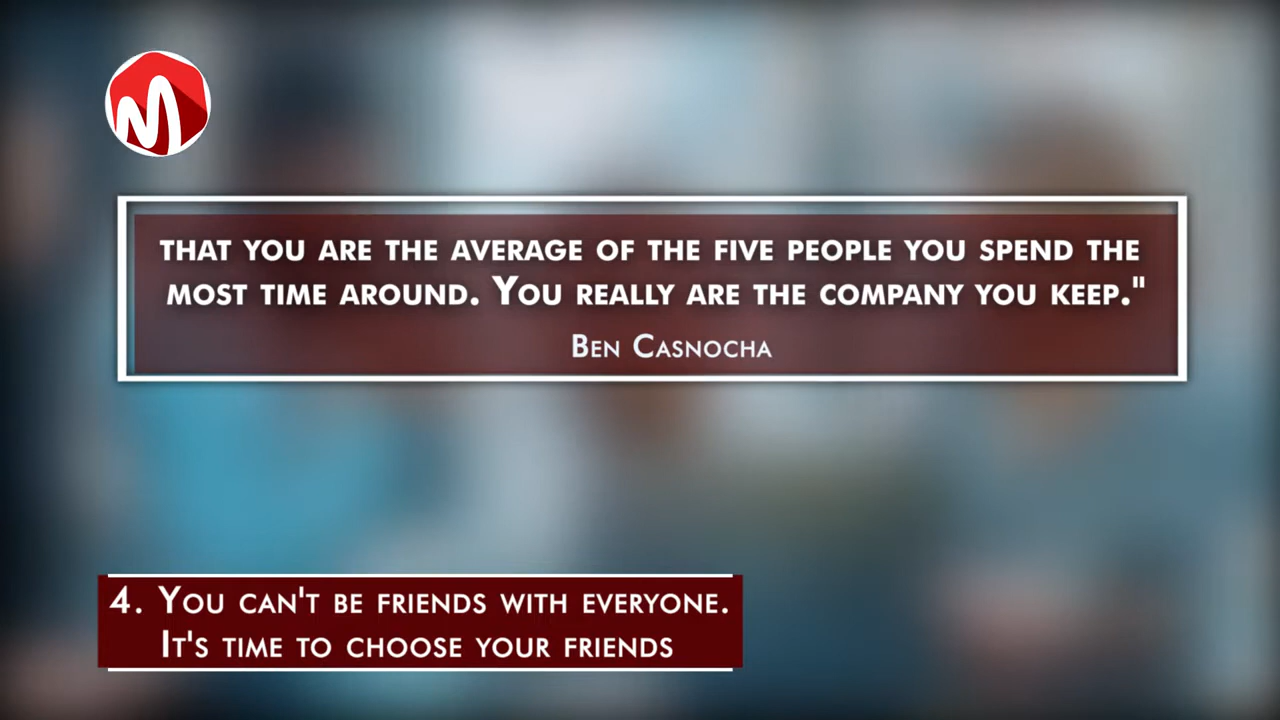 THAT YOU ARE THE AVERAGE OF THE FIVE PEOPLE YOU SPEND THE
MOST TIME AROUND. YOU REALLY ARE THE COMPANY YOU KEEP."
BEN CASNOCHA
4. YOU CAN'T BE FRIENDS WITH EVERYONE.
IT'S TIME TO CHOOSE YOUR FRIENDS